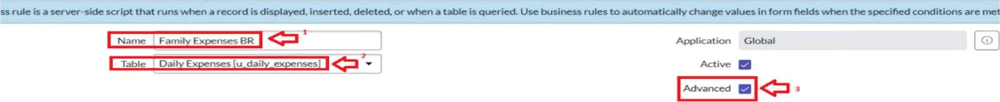 ss rule is a server-side script that runs when a record is displayed, inserted, deleted, or when a table is queried. Use business rules to automatically change values in form fields when the specified conditions are met
Name Family Expenses BR 1
Application Global
Table Daily Expenses [u_daily_expenses] 2
Active
Advanced 3